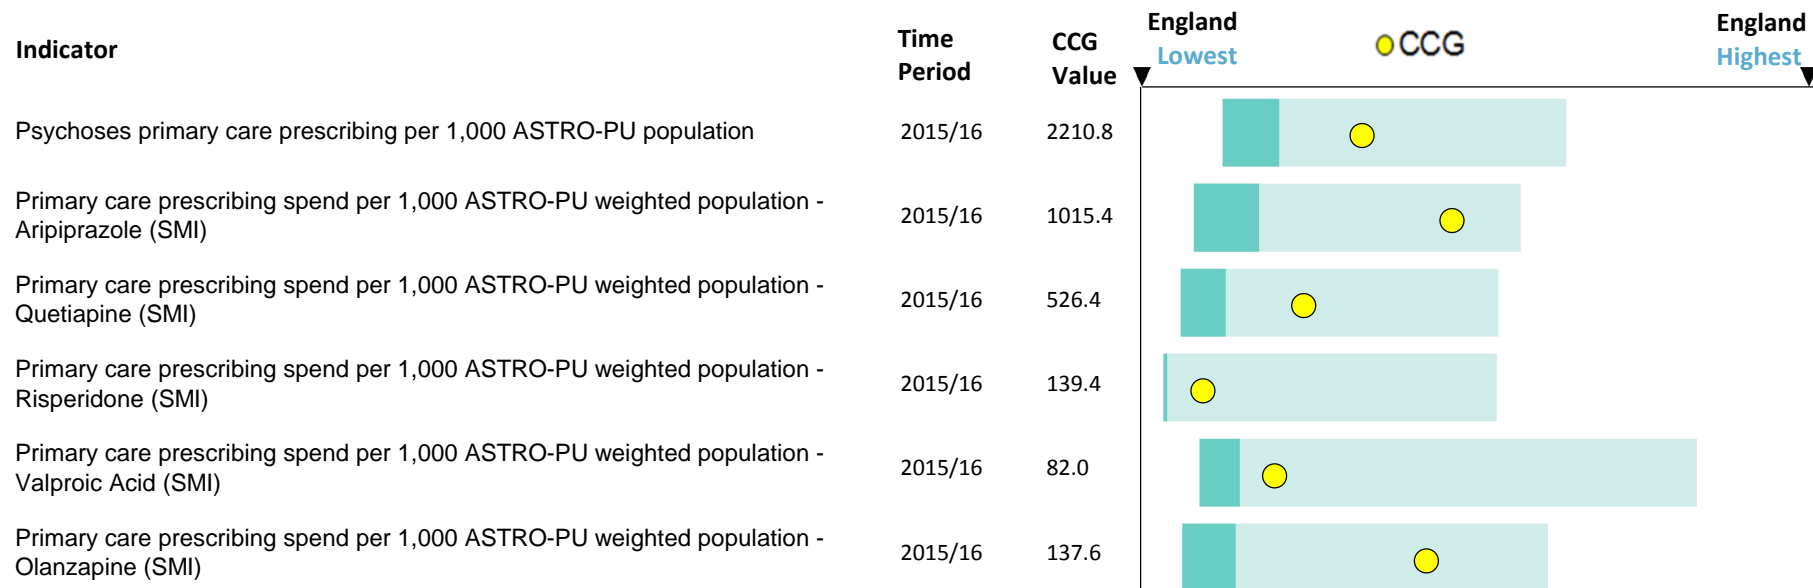 Indicator
Time
Period
CCG
Value
England
Lowest
CCG
England
Highest
Psychoses primary care prescribing per 1,000 ASTRO-PU population 2015/16 2210.8
Primary care prescribing spend per 1,000 ASTRO-PU weighted population -
Aripiprazole (SMI) 2015/16 1015.4
Primary care prescribing spend per 1,000 ASTRO-PU weighted population -
Quetiapine (SMI) 2015/16 526.4
Primary care prescribing spend per 1,000 ASTRO-PU weighted population -
Risperidone (SMI) 2015/16 139.4
Primary care prescribing spend per 1,000 ASTRO-PU weighted population -
Valproic Acid (SMI) 2015/16 82.0
Primary care prescribing spend per 1,000 ASTRO-PU weighted population -
Olanzapine (SMI) 2015/16 137.6